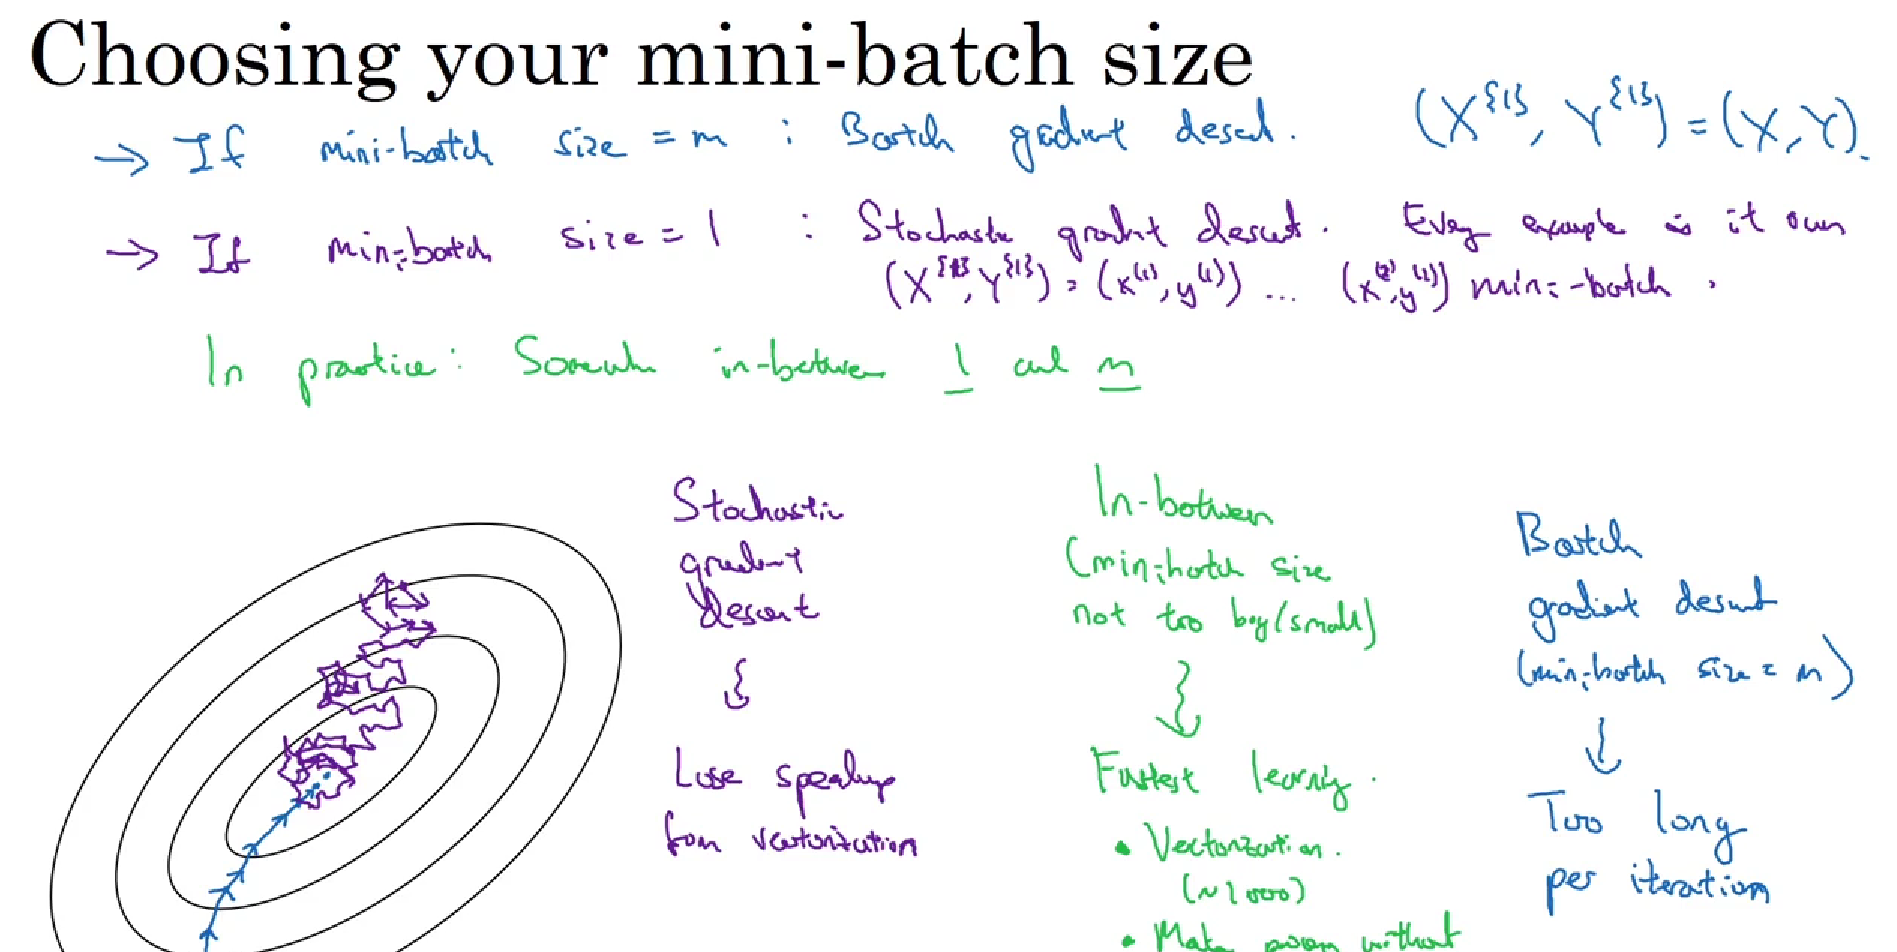 Choosing your mini-batch size
→ If mini-batch size = m : Batch gradient descent. (X^{1}, Y^{1}) = (X, Y).
→ If mini-batch size = 1 : Stochastic gradient descent. Every example is it own
(X^{1}, Y^{1}) = (x^(1), y^(1)) ... (x^(2), y^(1)) mini-batch.
In practice: Somewhere in-between 1 and m
Stochastic
gradient
descent
Lose speedup
from vectorization
In-between
(mini-batch size
not too big/small)
Fastest learning.
• Vectorization.
(~1000)
• Make progress without
Batch
gradient descent
(mini-batch size = m)
Too long
per iteration